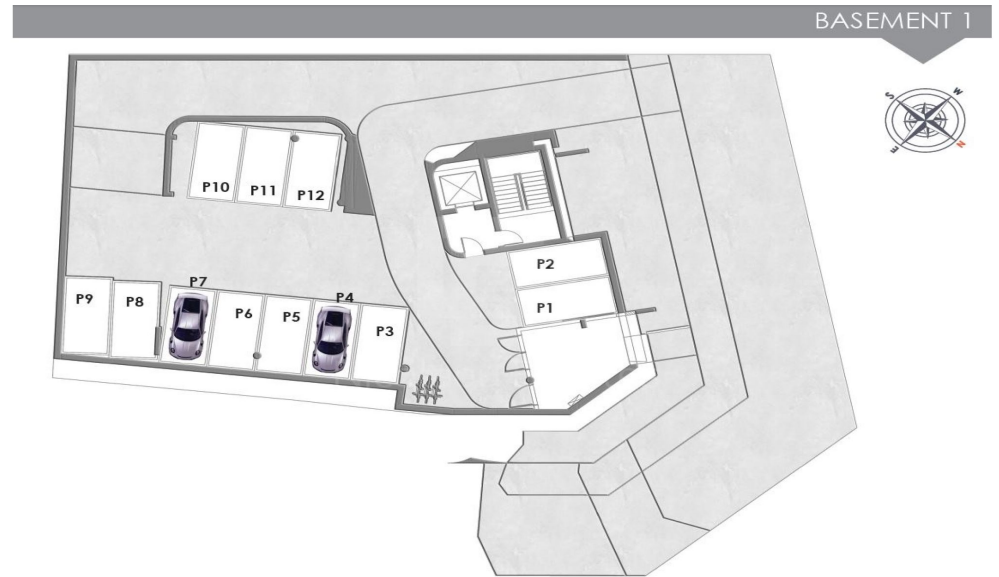 BASEMENT 1
S W
E N
P10 P11 P12
P2
P1
P9 P8 P7 P6 P5 P4 P3